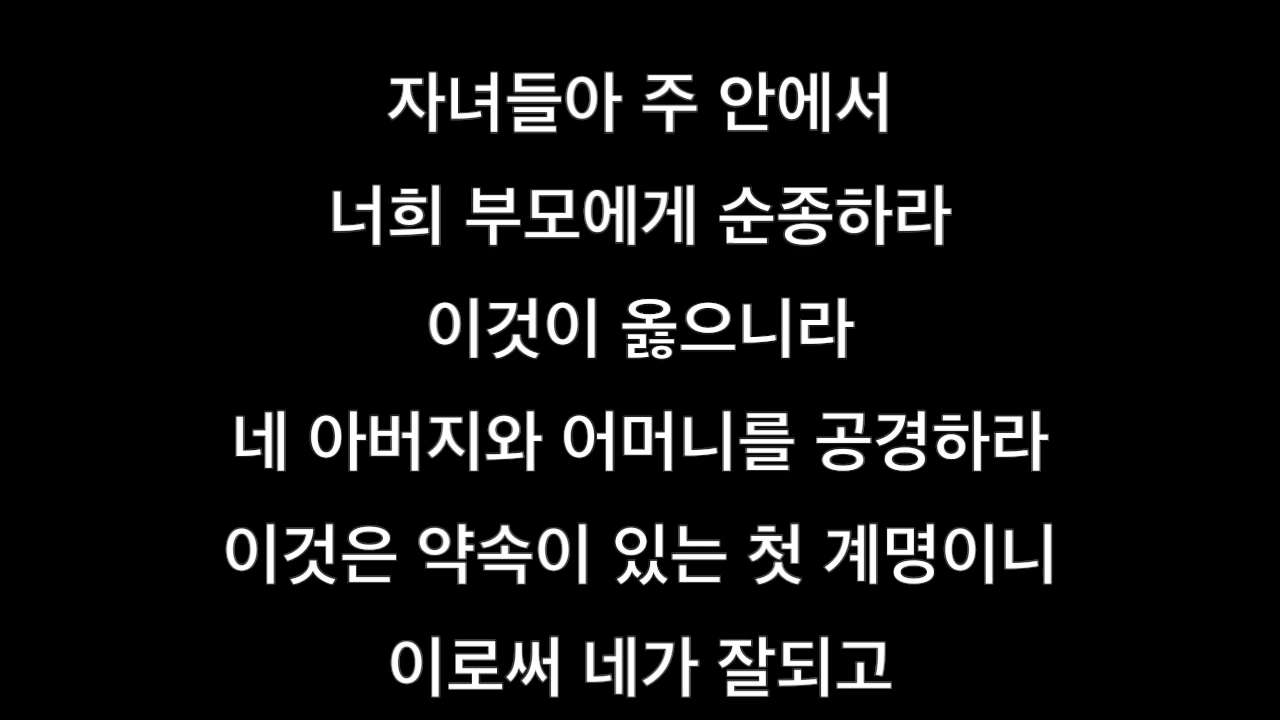 자녀들아 주 안에서
너희 부모에게 순종하라
이것이 옳으니라
네 아버지와 어머니를 공경하라
이것은 약속이 있는 첫 계명이니
이로써 네가 잘되고